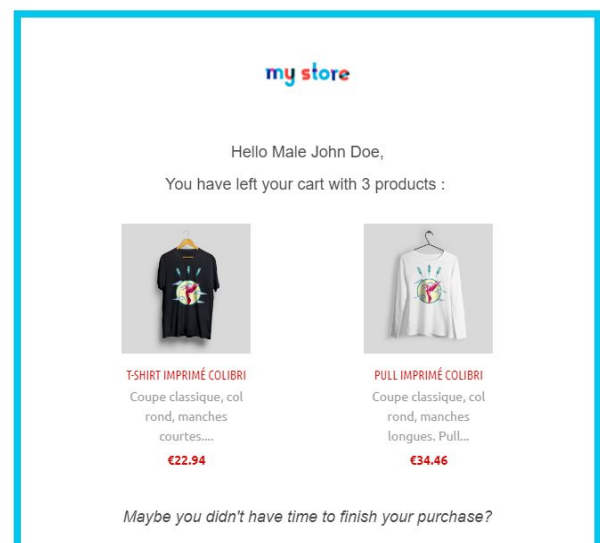 my store
Hello Male John Doe,
You have left your cart with 3 products :
T-SHIRT IMPRIMÉ COLIBRI
Coupe classique, col
rond, manches
courtes....
€22.94
PULL IMPRIMÉ COLIBRI
Coupe classique, col
rond, manches
longues. Pull...
€34.46
Maybe you didn't have time to finish your purchase?